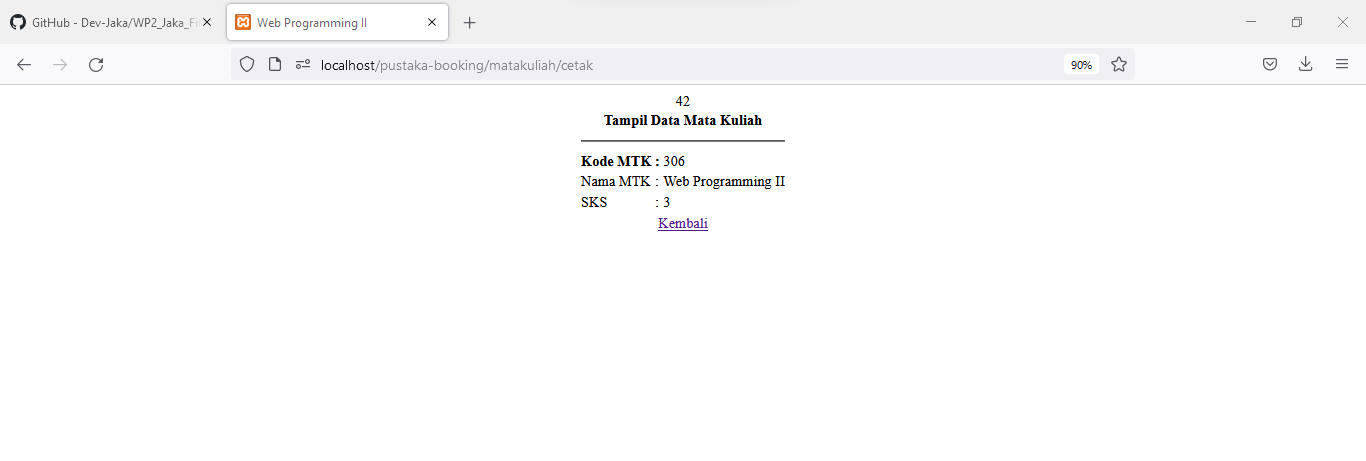 GitHub - Dev-Jaka/WP2_Jaka_Fi
Web Programming II
localhost/pustaka-booking/matakuliah/cetak
90%
42
Tampil Data Mata Kuliah
Kode MTK : 306
Nama MTK : Web Programming II
SKS : 3
Kembali